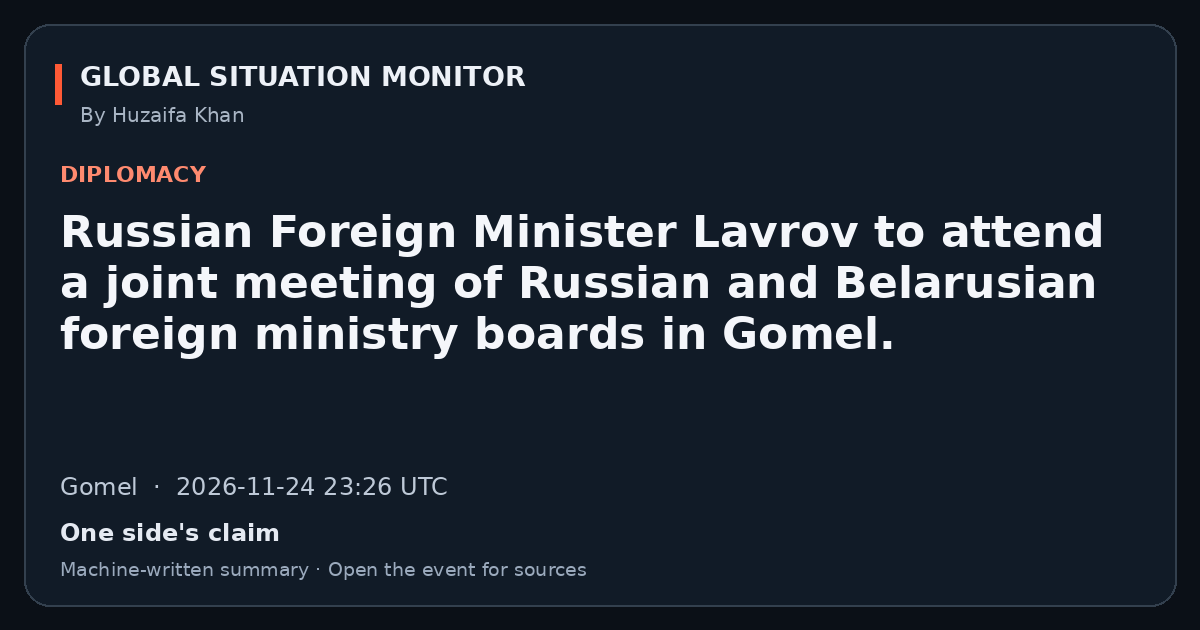 GLOBAL SITUATION MONITOR
By Huzaifa Khan
DIPLOMACY
Russian Foreign Minister Lavrov to attend
a joint meeting of Russian and Belarusian
foreign ministry boards in Gomel.
Gomel · 2026-11-24 23:26 UTC
One side's claim
Machine-written summary · Open the event for sources